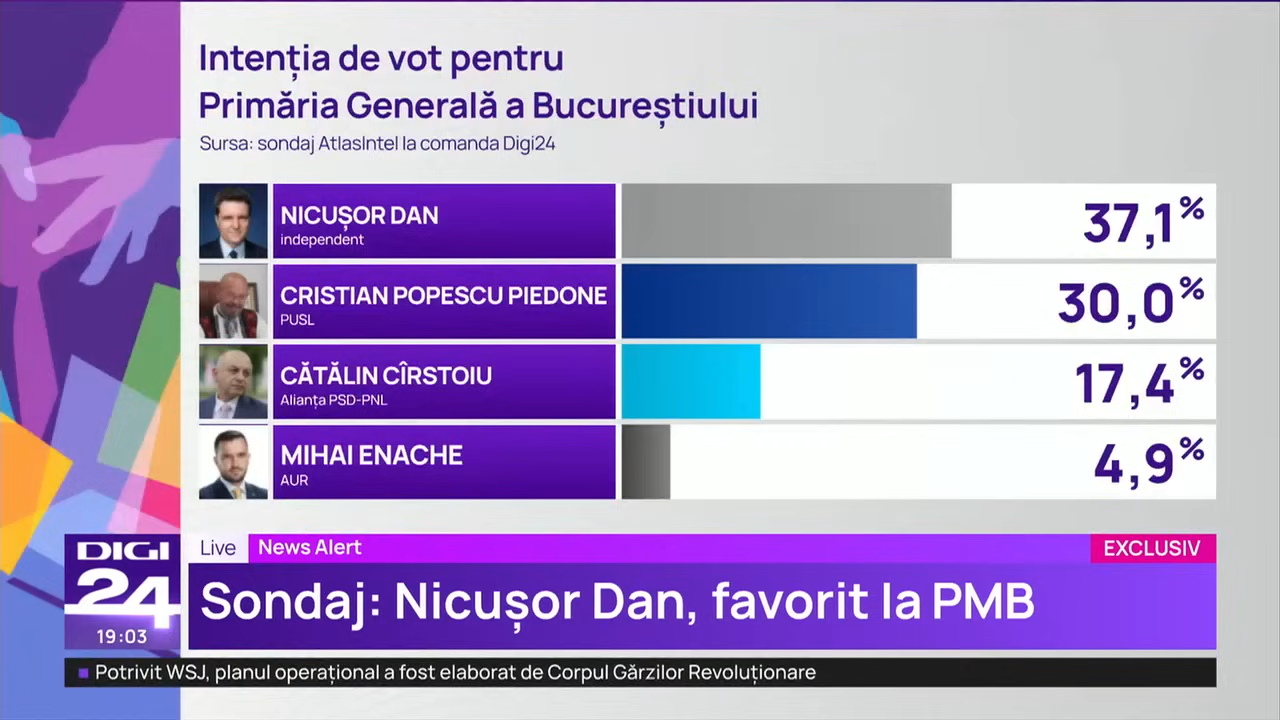 Intenția de vot pentru
Primăria Generală a Bucureștiului
Sursa: sondaj AtlasIntel la comanda Digi24
NICUȘOR DAN
independent
37,1%
CRISTIAN POPESCU PIEDONE
PUSL
30,0%
CĂTĂLIN CÎRSTOIU
Alianța PSD-PNL
17,4%
MIHAI ENACHE
AUR
4,9%
DIGI
24
19:03
Live
News Alert
EXCLUSIV
Sondaj: Nicușor Dan, favorit la PMB
Potrivit WSJ, planul operațional a fost elaborat de Corpul Gărzilor Revoluționare